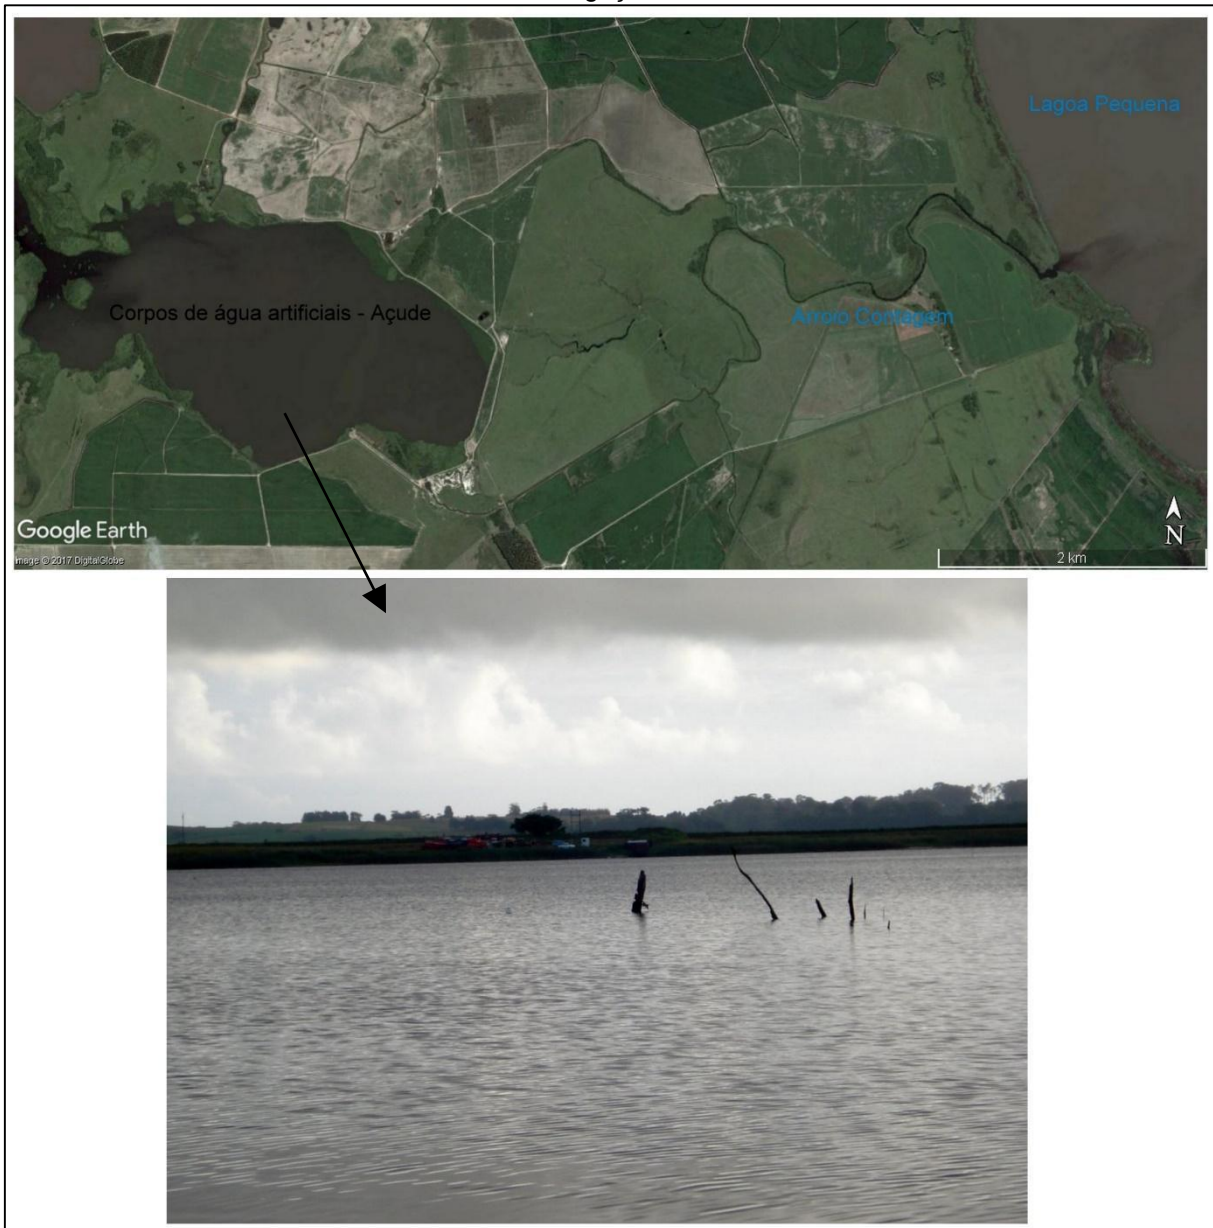 Lagoa Pequena
Corpos de água artificiais - Açude
Arroio Contagem
Google Earth
Image © 2017 DigitalGlobe
N
2 km